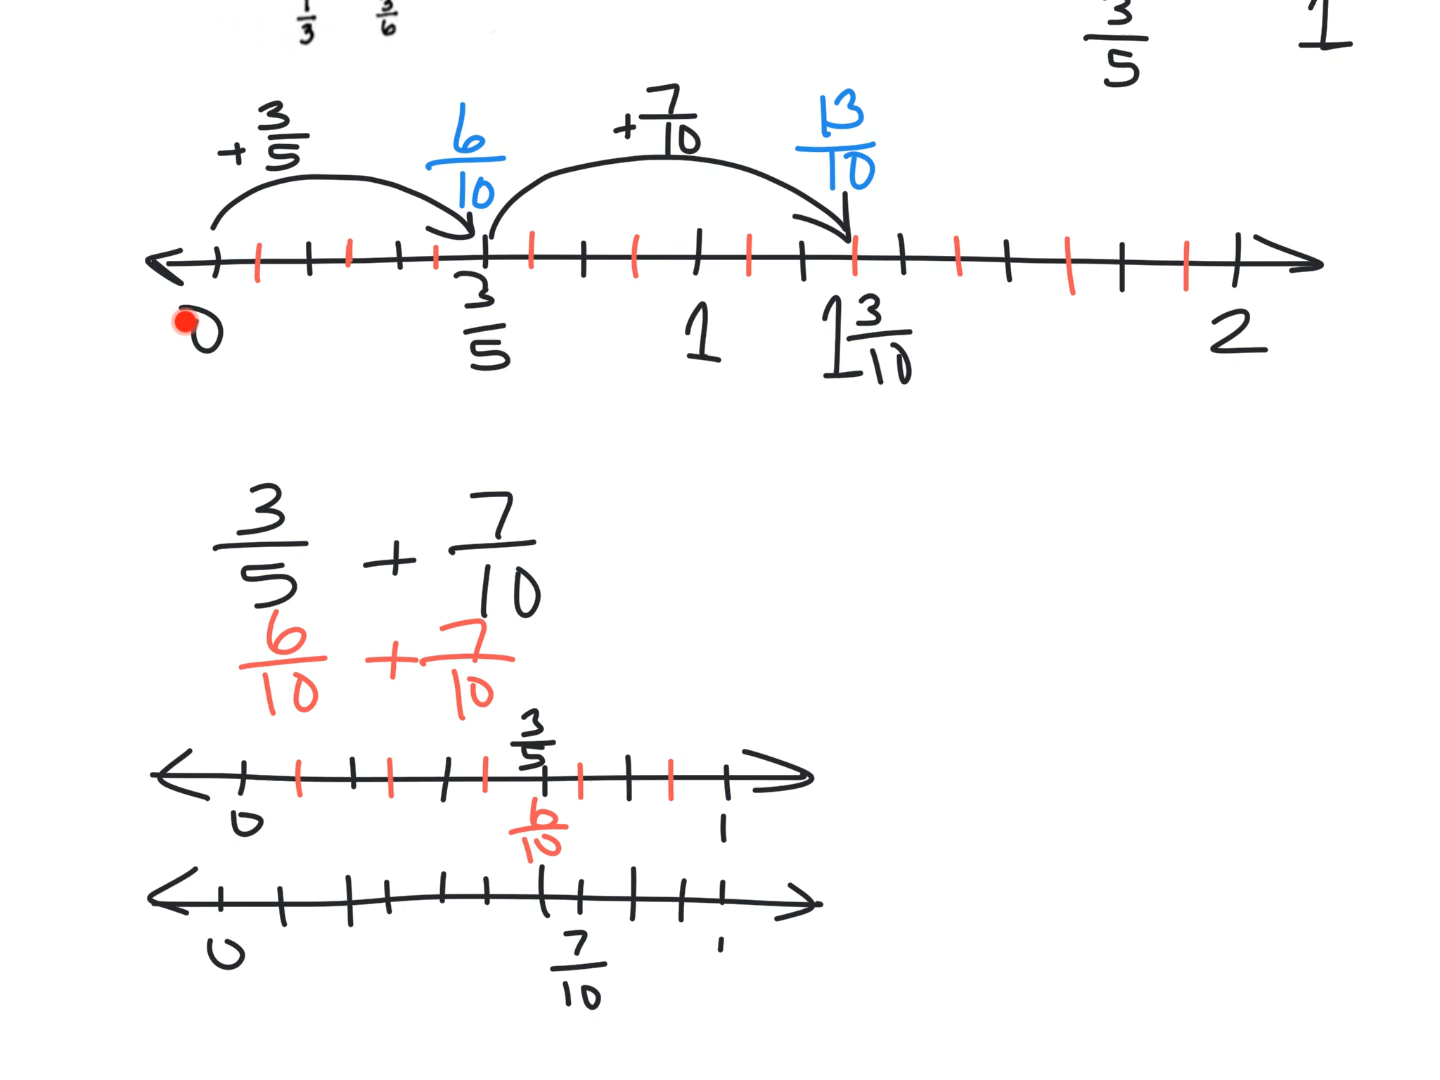 1/3 3/6 3/5 1
+ 3/5 6/10 + 7/10 13/10
0 3/5 1 1 3/10 2
3/5 + 7/10
6/10 + 7/10
3/5
0 6/10 1
0 7/10 1